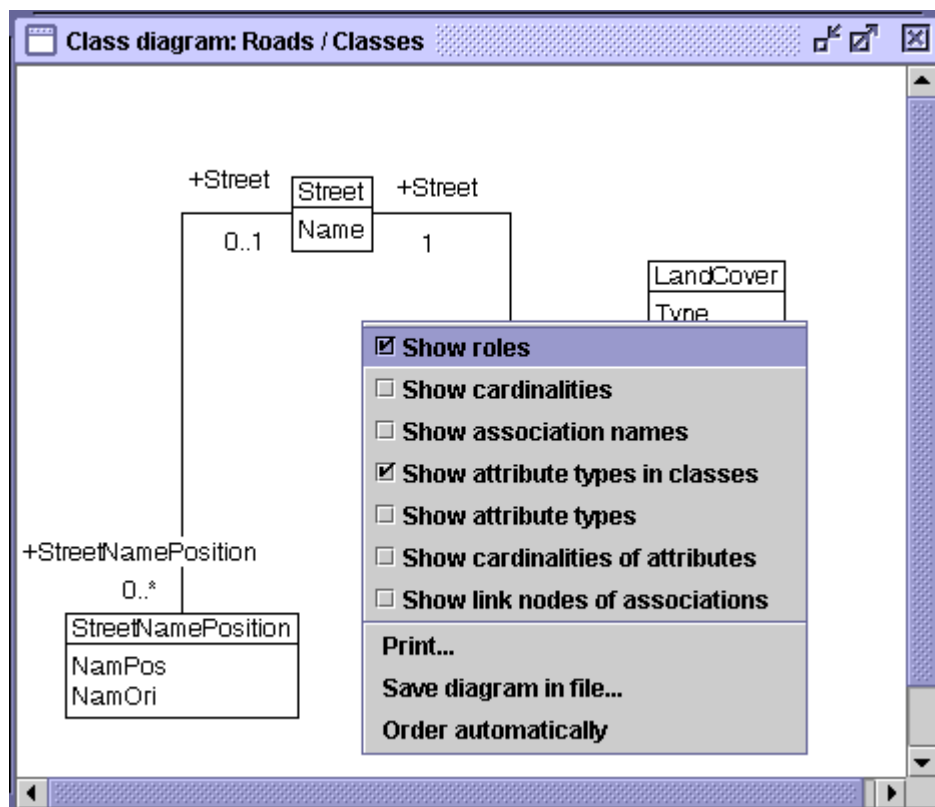 Class diagram: Roads / Classes
+Street
Street
+Street
Name
0..1
1
LandCover
Type
Show roles
Show cardinalities
Show association names
Show attribute types in classes
Show attribute types
Show cardinalities of attributes
Show link nodes of associations
Print...
Save diagram in file...
Order automatically
+StreetNamePosition
0..*
StreetNamePosition
NamPos
NamOri